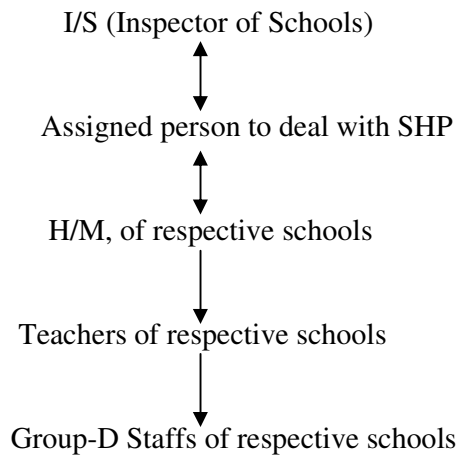 I/S (Inspector of Schools)
Assigned person to deal with SHP
H/M, of respective schools
Teachers of respective schools
Group-D Staffs of respective schools